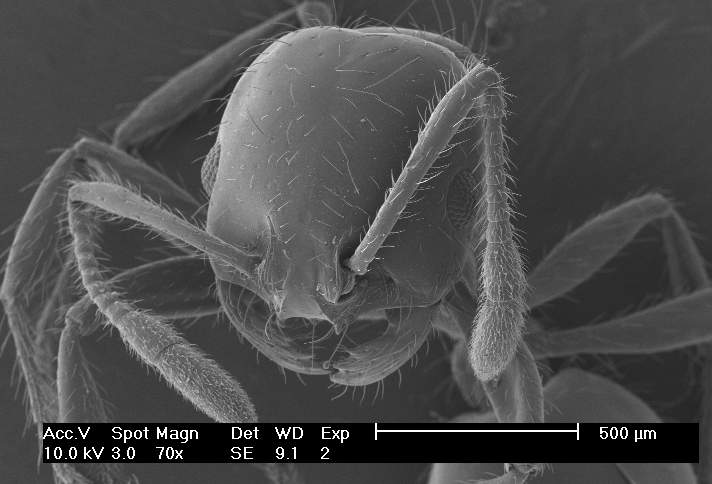 Acc.V Spot Magn Det WD Exp 500 µm
10.0 kV 3.0 70x SE 9.1 2